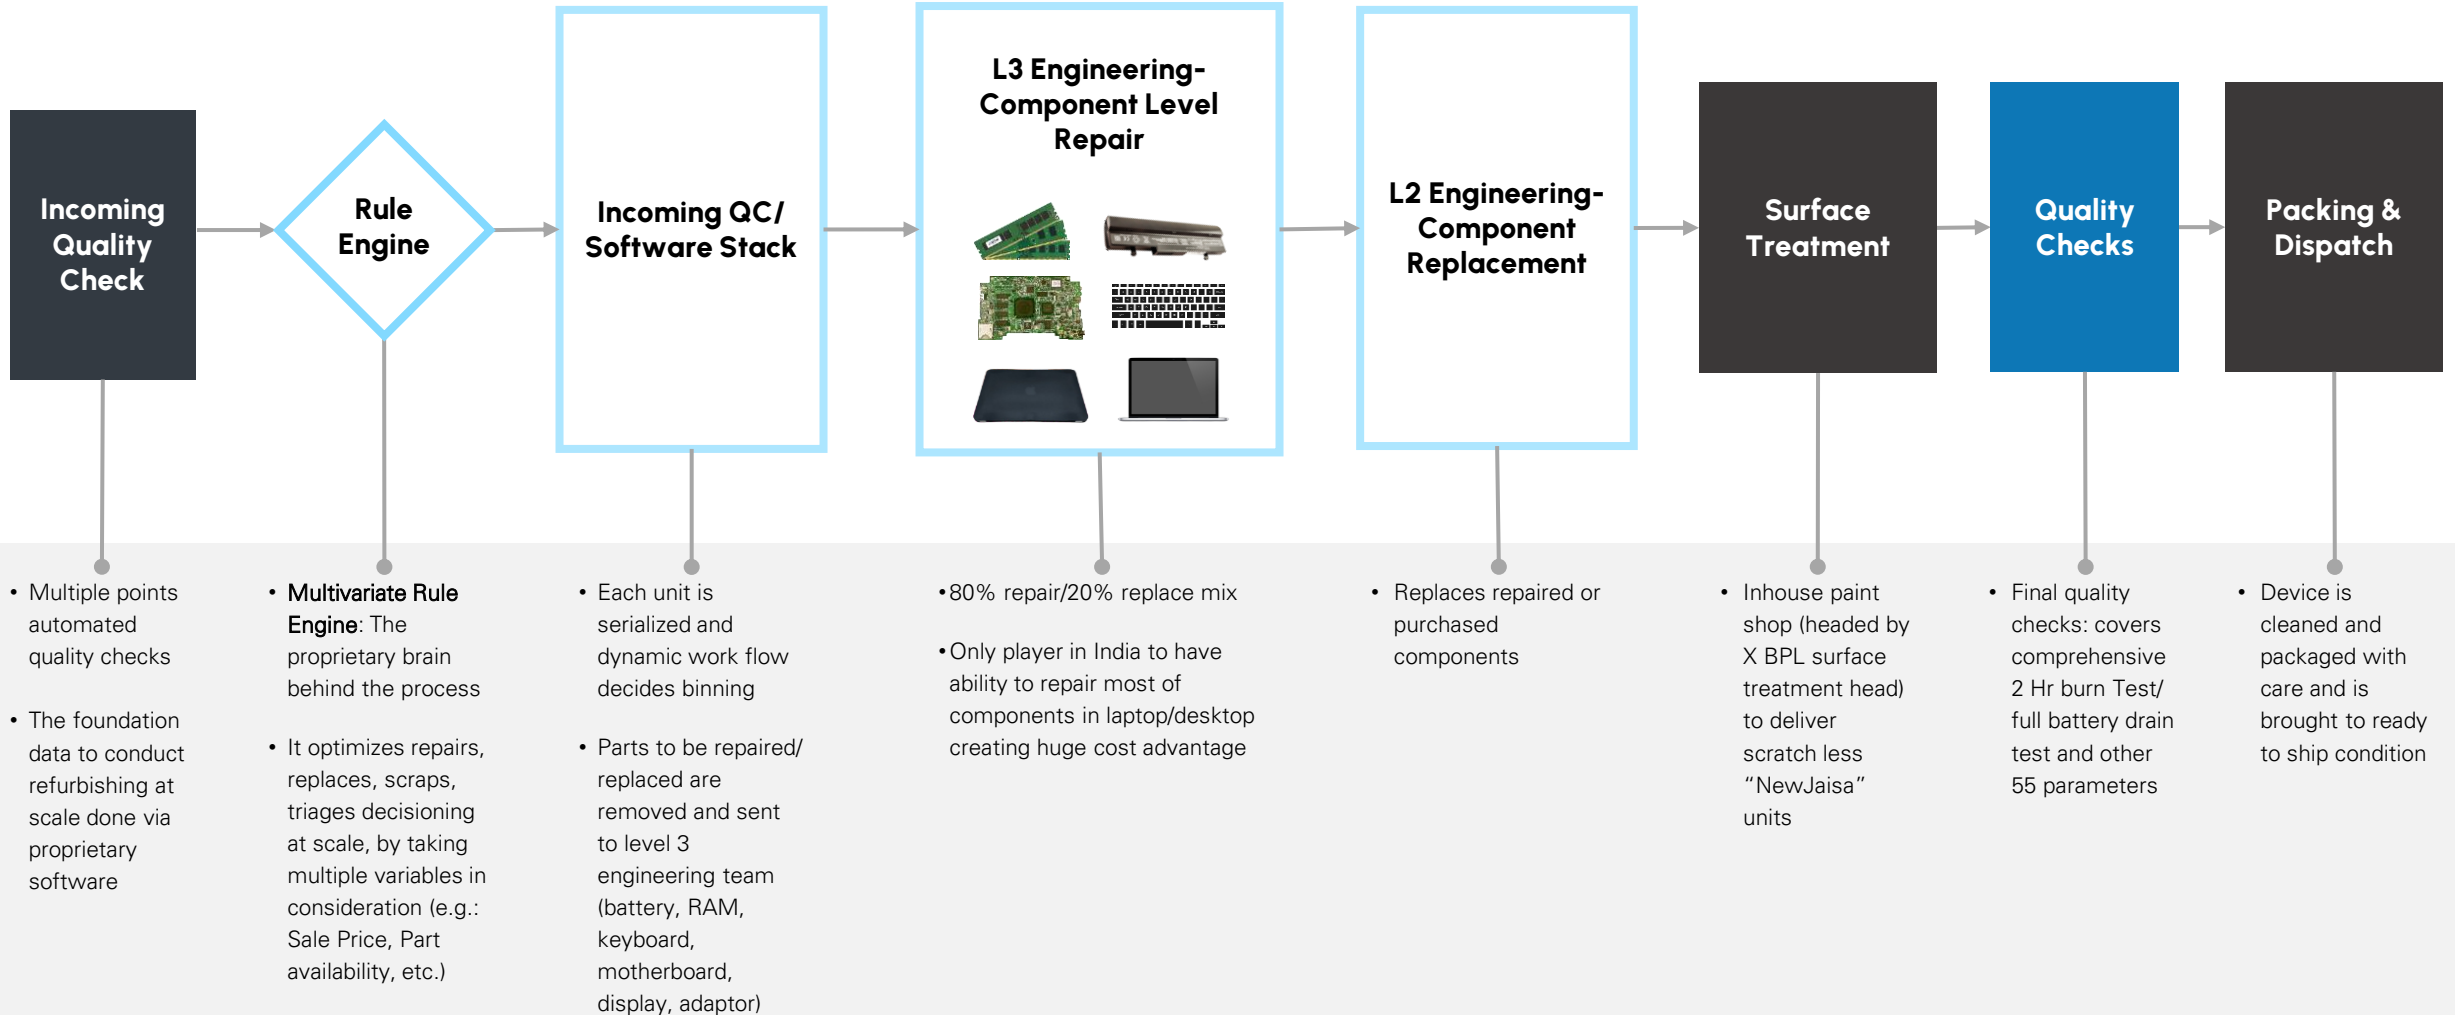 Incoming
Quality
Check
Rule
Engine
Incoming QC/
Software Stack
L3 Engineering-
Component Level
Repair
L2 Engineering-
Component
Replacement
Surface
Treatment
Quality
Checks
Packing &
Dispatch
• Multiple points
automated
quality checks
• The foundation
data to conduct
refurbishing at
scale done via
proprietary
software
• Multivariate Rule
Engine: The
proprietary brain
behind the process
• It optimizes repairs,
replaces, scraps,
triages decisioning
at scale, by taking
multiple variables in
consideration (e.g.:
Sale Price, Part
availability, etc.)
• Each unit is
serialized and
dynamic work flow
decides binning
• Parts to be repaired/
replaced are
removed and sent
to level 3
engineering team
(battery, RAM,
keyboard,
motherboard,
display, adaptor)
•80% repair/20% replace mix
•Only player in India to have
ability to repair most of
components in laptop/desktop
creating huge cost advantage
• Replaces repaired or
purchased
components
• Inhouse paint
shop (headed by
X BPL surface
treatment head)
to deliver
scratch less
“NewJaisa”
units
• Final quality
checks: covers
comprehensive
2 Hr burn Test/
full battery drain
test and other
55 parameters
• Device is
cleaned and
packaged with
care and is
brought to ready
to ship condition